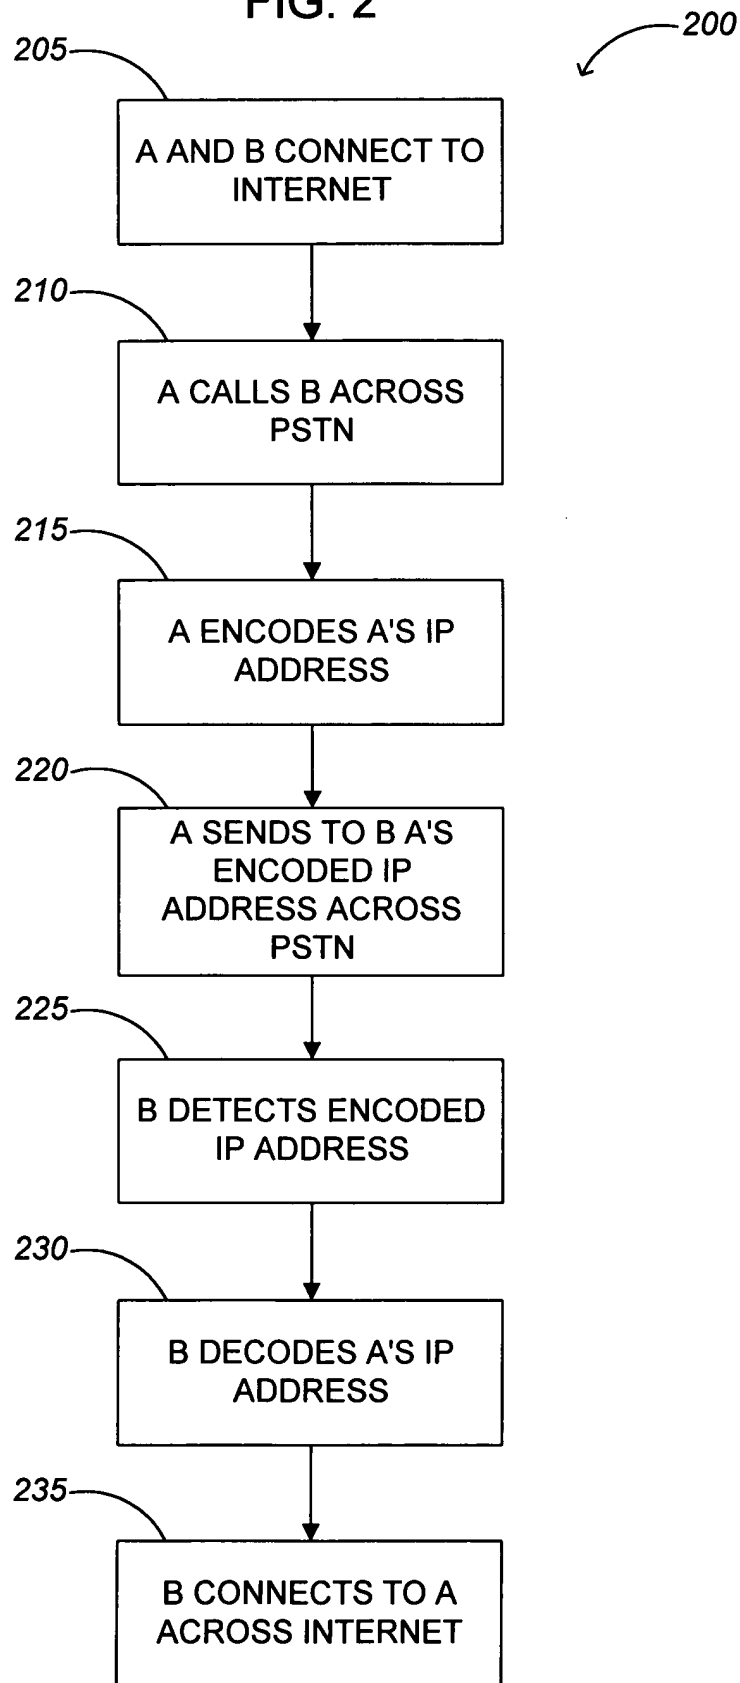 FIG. 2
200
205
A AND B CONNECT TO
INTERNET
210
A CALLS B ACROSS
PSTN
215
A ENCODES A'S IP
ADDRESS
220
A SENDS TO B A'S
ENCODED IP
ADDRESS ACROSS
PSTN
225
B DETECTS ENCODED
IP ADDRESS
230
B DECODES A'S IP
ADDRESS
235
B CONNECTS TO A
ACROSS INTERNET